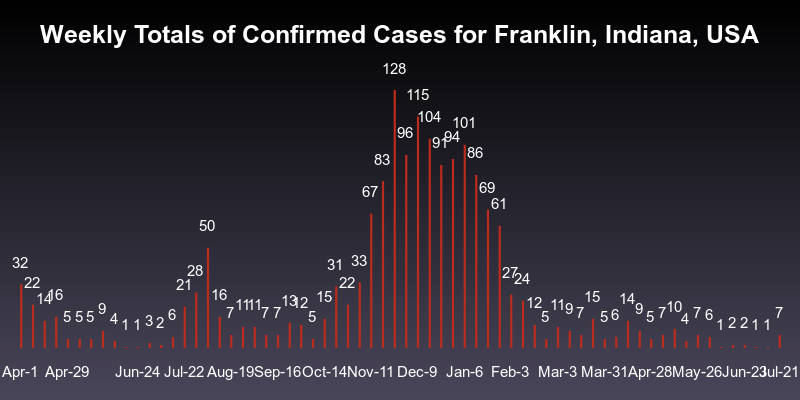 Weekly Totals of Confirmed Cases for Franklin, Indiana, USA
32 22 14 16 5 5 5 9 4 1 1 3 2 6 21 28 50 16 7 11 11 7 7 13 12 5 15 31 22 33 67 83 128 96 115 104 91 94 101 86 69 61 27 24 12 5 11 9 7 15 5 6 14 9 5 7 10 4 7 6 1 2 2 1 1 7
Apr-1 Apr-29 Jun-24 Jul-22 Aug-19 Sep-16 Oct-14 Nov-11 Dec-9 Jan-6 Feb-3 Mar-3 Mar-31 Apr-28 May-26 Jun-23 Jul-21